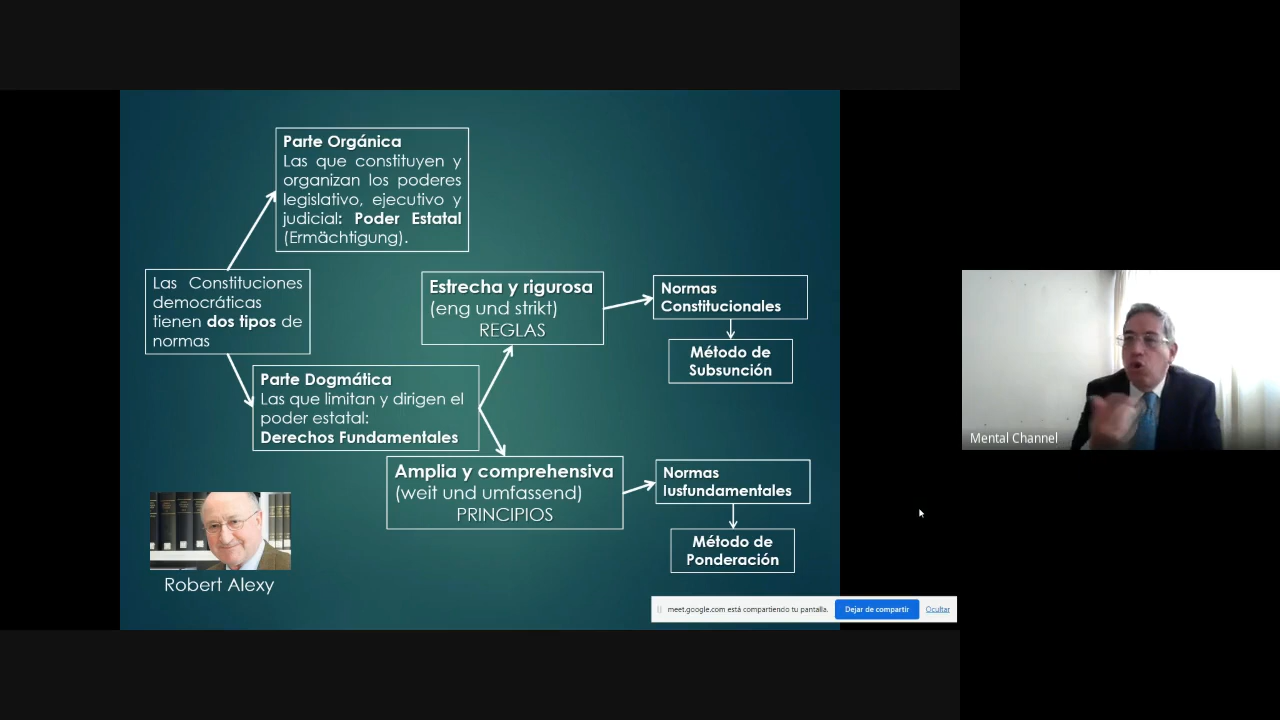 Parte Orgánica
Las que constituyen y
organizan los poderes
legislativo, ejecutivo y
judicial: Poder Estatal
(Ermächtigung).
Las Constituciones
democráticas
tienen dos tipos de
normas
Parte Dogmática
Las que limitan y dirigen el
poder estatal:
Derechos Fundamentales
Estrecha y rigurosa
(eng und strikt)
REGLAS
Normas
Constitucionales
Método de
Subsunción
Amplia y comprehensiva
(weit und umfassend)
PRINCIPIOS
Normas
Iusfundamentales
Método de
Ponderación
Robert Alexy
meet.google.com está compartiendo tu pantalla.
Dejar de compartir
Ocultar
Mental Channel